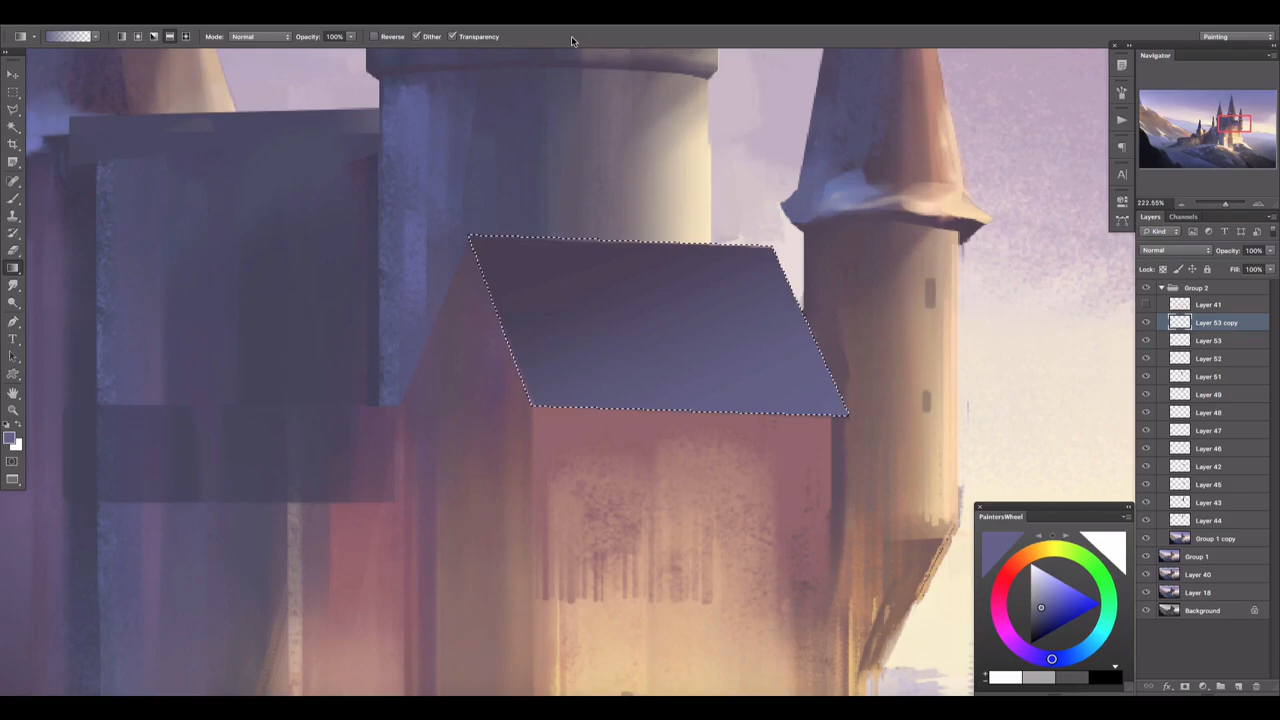 Mode: Normal Opacity: 100% Reverse Dither Transparency Painting
Navigator
222.55%
Layers Channels
Kind
Normal Opacity: 100%
Lock: Fill: 100%
Group 2
Layer 41
Layer 53 copy
Layer 53
Layer 52
Layer 51
Layer 49
Layer 48
Layer 47
Layer 46
Layer 42
Layer 45
Layer 43
Layer 44
Group 1 copy
Group 1
Layer 40
Layer 18
Background
PaintersWheel